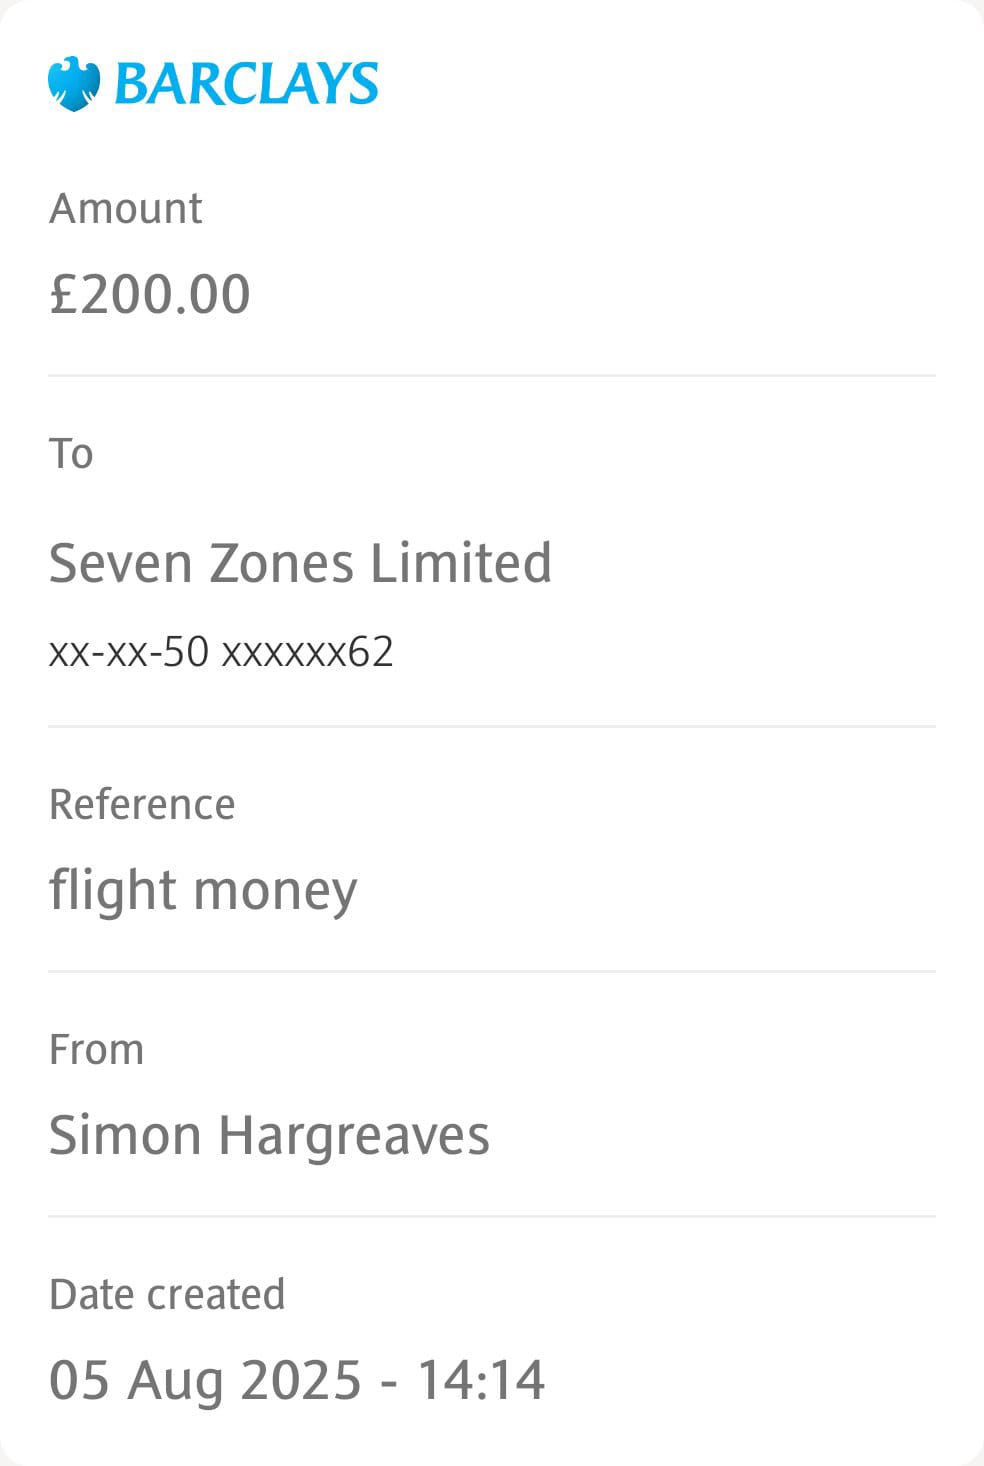 BARCLAYS
Amount
£200.00
To
Seven Zones Limited
xx-xx-50 xxxxxx62
Reference
flight money
From
Simon Hargreaves
Date created
05 Aug 2025 - 14:14